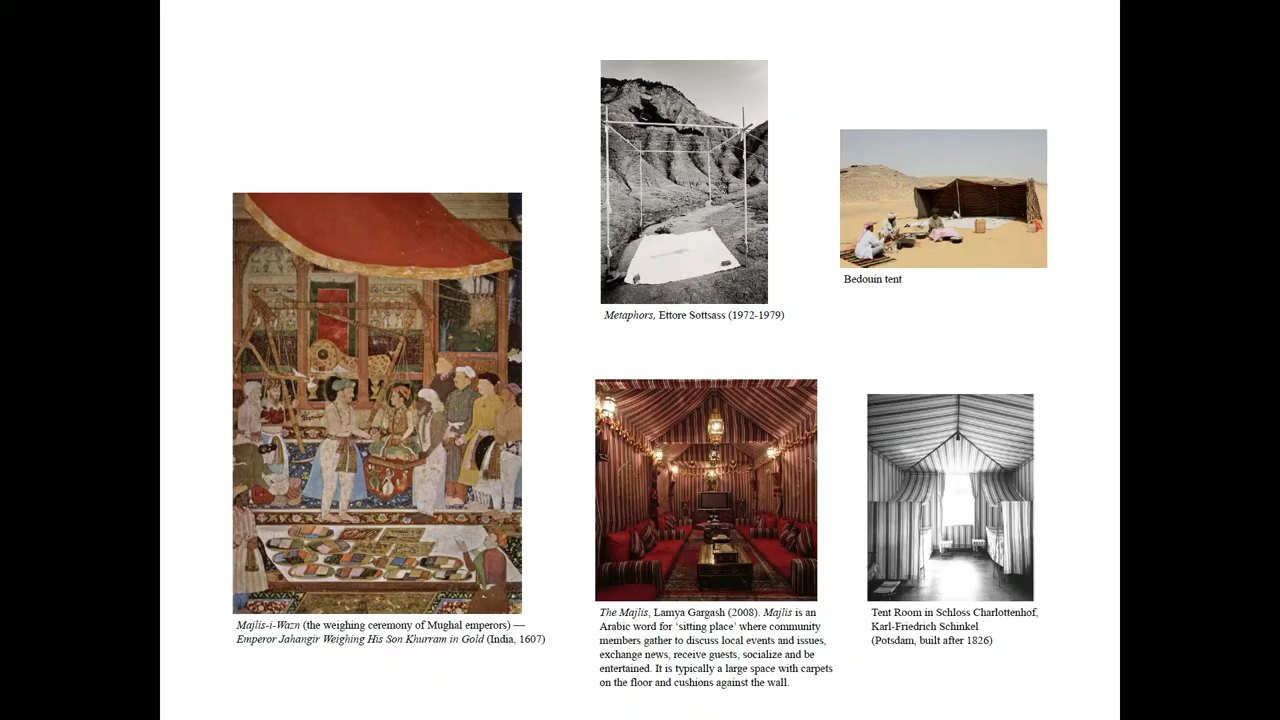 Metaphors, Ettore Sottsass (1972-1979)
Bedouin tent
Majlis-i-Wazn (the weighing ceremony of Mughal emperors) —
Emperor Jahangir Weighing His Son Khurram in Gold (India, 1607)
The Majlis, Lamya Gargash (2008). Majlis is an
Arabic word for ‘sitting place’ where community
members gather to discuss local events and issues,
exchange news, receive guests, socialize and be
entertained. It is typically a large space with carpets
on the floor and cushions against the wall.
Tent Room in Schloss Charlottenhof,
Karl-Friedrich Schinkel
(Potsdam, built after 1826)